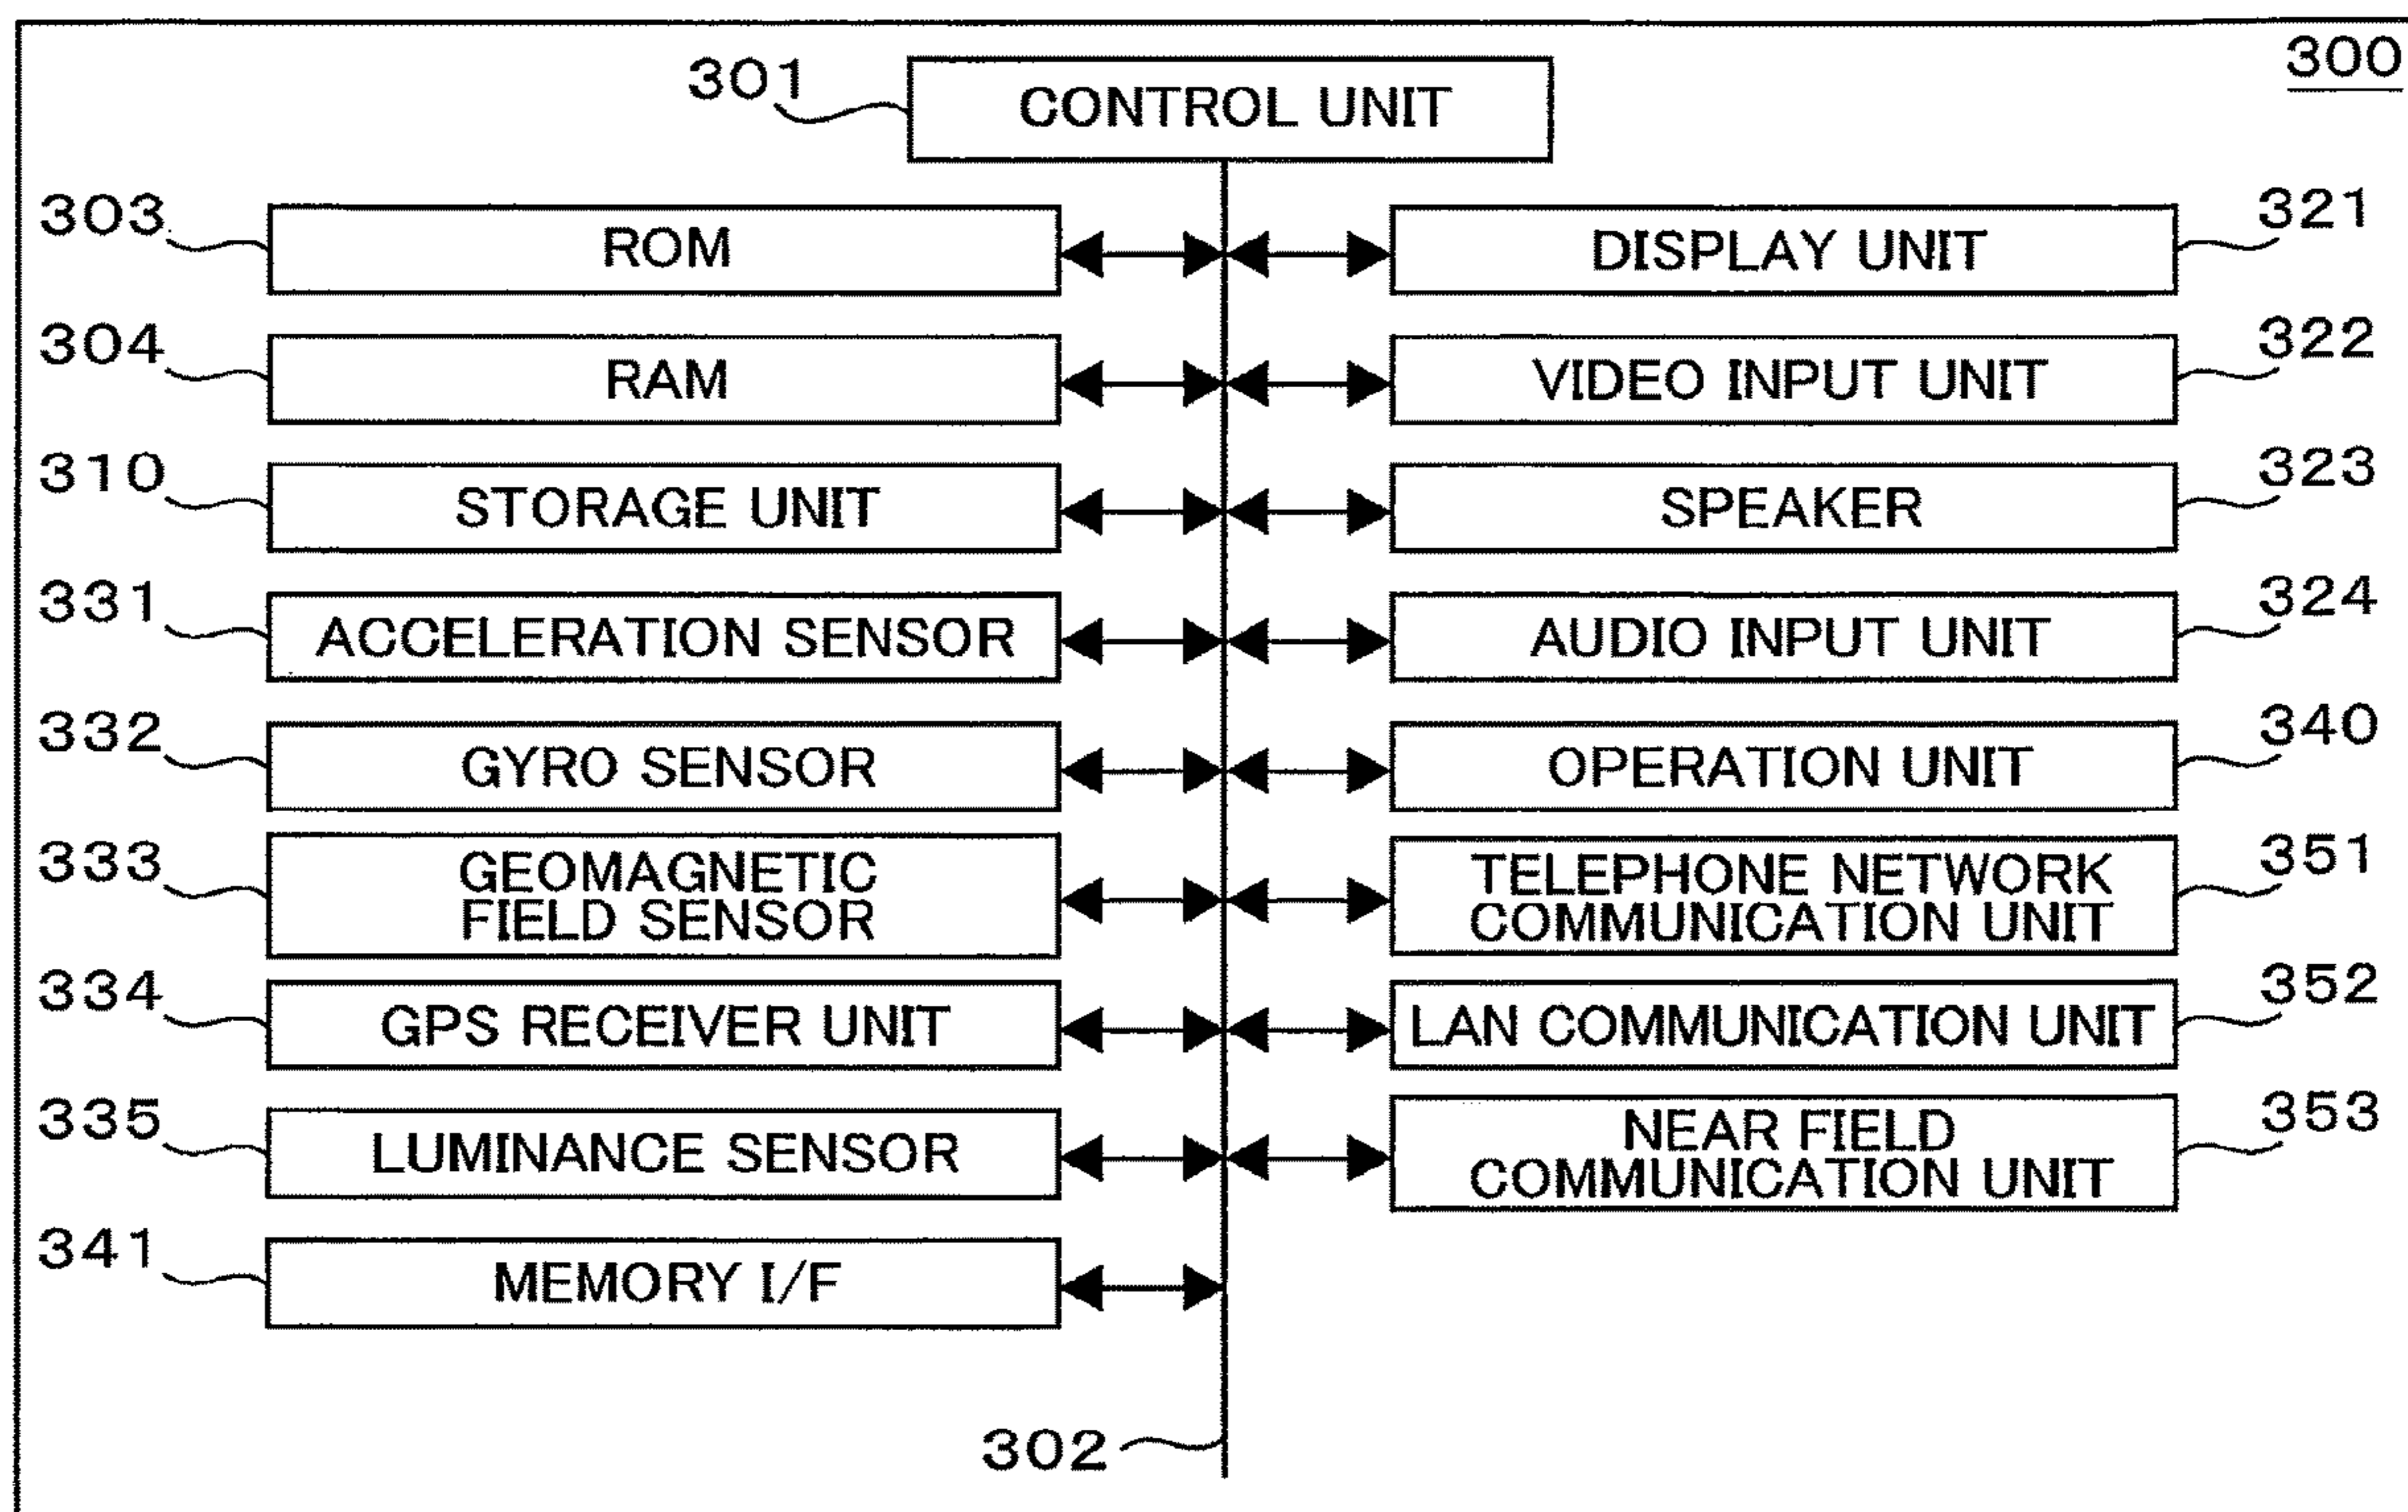 300
301
CONTROL UNIT
303
ROM
321
DISPLAY UNIT
304
RAM
322
VIDEO INPUT UNIT
310
STORAGE UNIT
323
SPEAKER
331
ACCELERATION SENSOR
324
AUDIO INPUT UNIT
332
GYRO SENSOR
340
OPERATION UNIT
333
GEOMAGNETIC
FIELD SENSOR
351
TELEPHONE NETWORK
COMMUNICATION UNIT
334
GPS RECEIVER UNIT
352
LAN COMMUNICATION UNIT
335
LUMINANCE SENSOR
353
NEAR FIELD
COMMUNICATION UNIT
341
MEMORY I/F
302